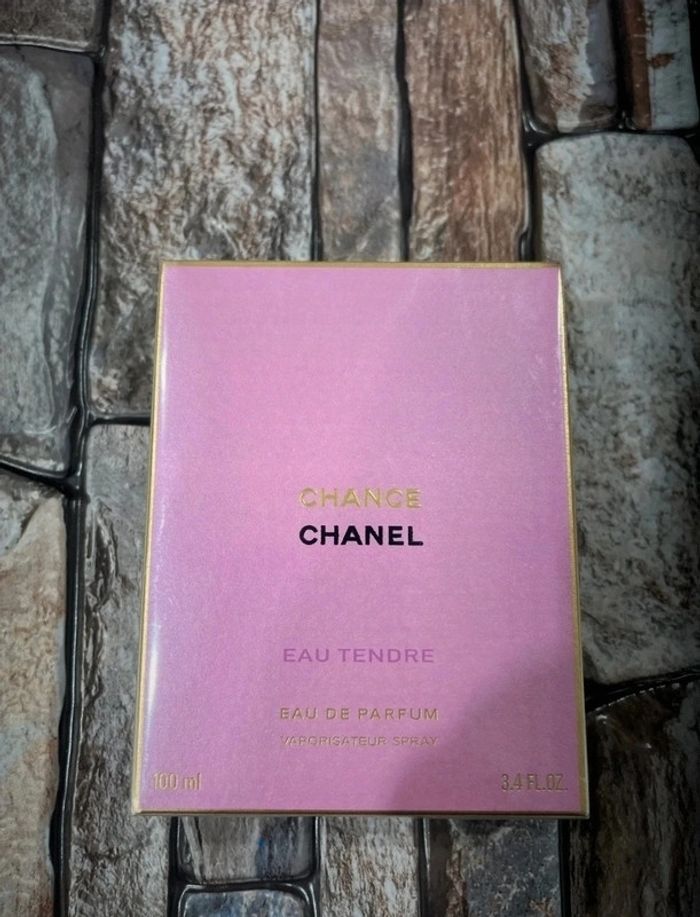 CHANCE
CHANEL
EAU TENDRE
EAU DE PARFUM
VAPORISATEUR SPRAY
100 ml
3.4 FL.OZ.